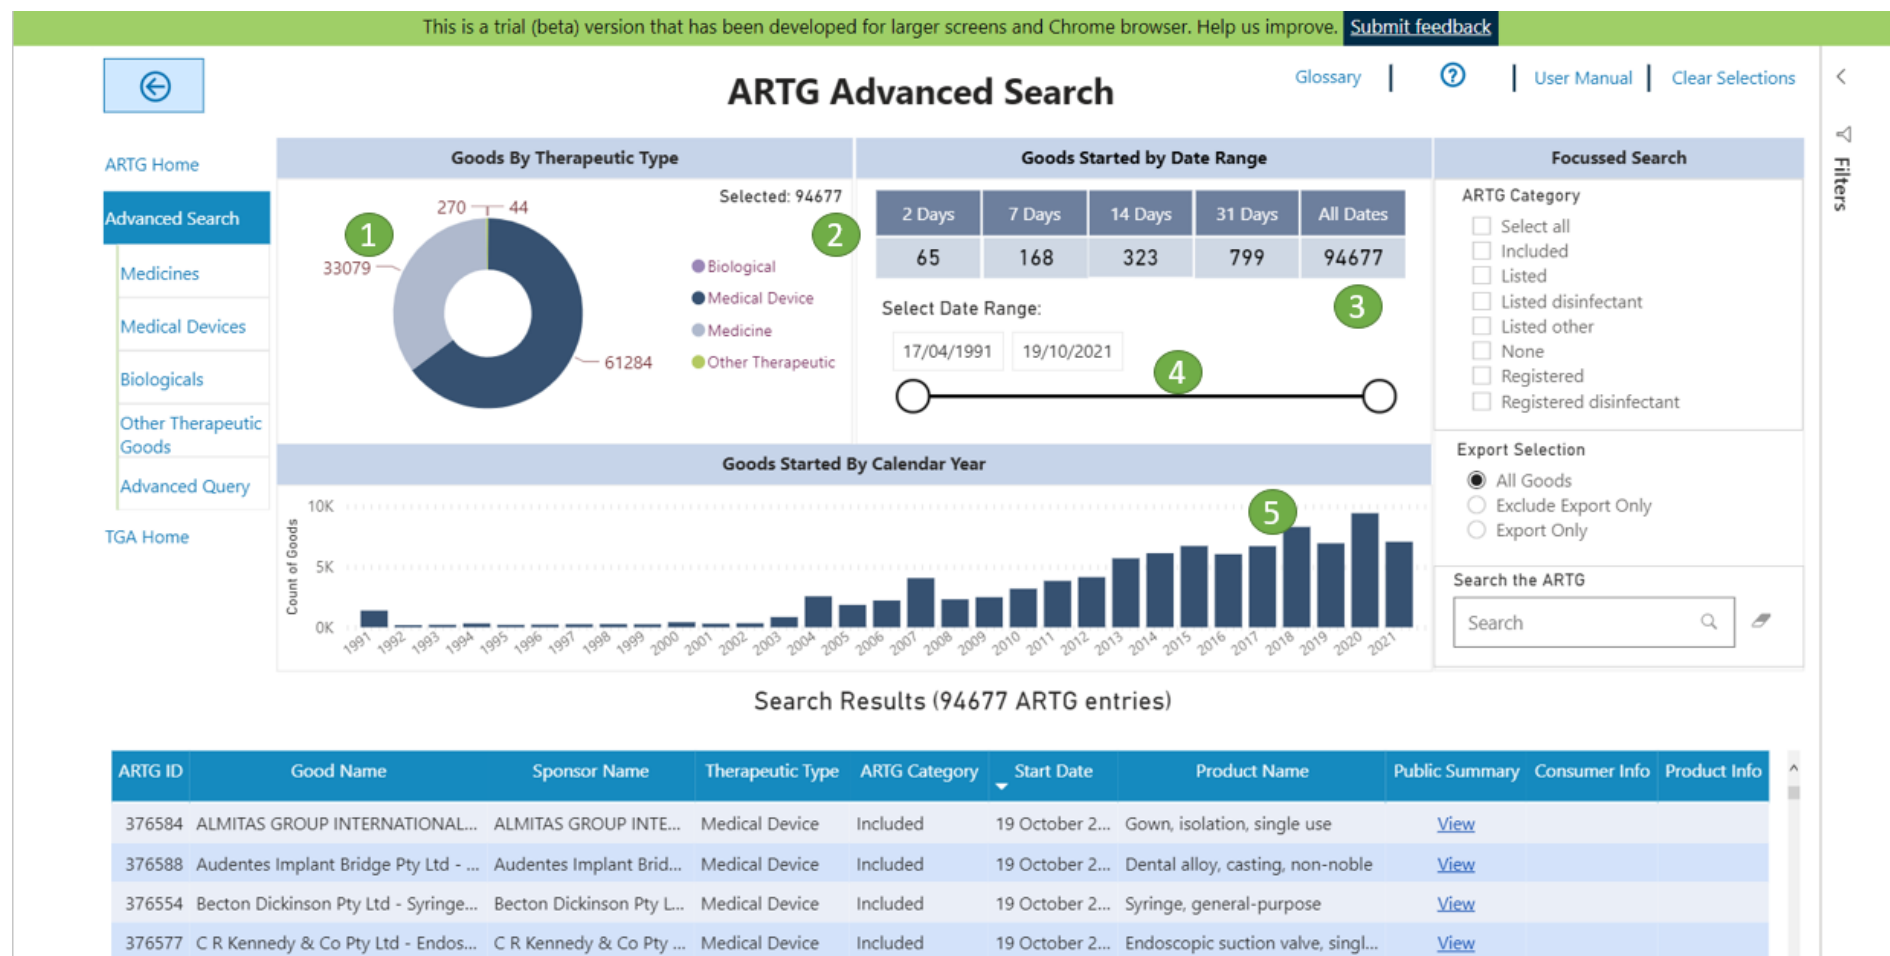 This is a trial (beta) version that has been developed for larger screens and Chrome browser. Help us improve. Submit feedback
ARTG Advanced Search
Glossary
User Manual
Clear Selections
Filters
ARTG Home
Advanced Search
Medicines
Medical Devices
Biologicals
Other Therapeutic
Goods
Advanced Query
TGA Home
Goods By Therapeutic Type
Selected: 94677
1
2
270
44
33079
61284
Biological
Medical Device
Medicine
Other Therapeutic
Goods Started by Date Range
2 Days 7 Days 14 Days 31 Days All Dates
65 168 323 799 94677
3
Select Date Range:
17/04/1991 19/10/2021
4
Focussed Search
ARTG Category
Select all
Included
Listed
Listed disinfectant
Listed other
None
Registered
Registered disinfectant
Export Selection
All Goods
Exclude Export Only
Export Only
Search the ARTG
Search
Goods Started By Calendar Year
5
Count of Goods
10K
5K
0K
1991 1992 1993 1994 1995 1996 1997 1998 1999 2000 2001 2002 2003 2004 2005 2006 2007 2008 2009 2010 2011 2012 2013 2014 2015 2016 2017 2018 2019 2020 2021
Search Results (94677 ARTG entries)
ARTG ID Good Name Sponsor Name Therapeutic Type ARTG Category Start Date Product Name Public Summary Consumer Info Product Info
376584 ALMITAS GROUP INTERNATIONAL... ALMITAS GROUP INTE... Medical Device Included 19 October 2... Gown, isolation, single use View
376588 Audentes Implant Bridge Pty Ltd - ... Audentes Implant Brid... Medical Device Included 19 October 2... Dental alloy, casting, non-noble View
376554 Becton Dickinson Pty Ltd - Syringe... Becton Dickinson Pty L... Medical Device Included 19 October 2... Syringe, general-purpose View
376577 C R Kennedy & Co Pty Ltd - Endos... C R Kennedy & Co Pty ... Medical Device Included 19 October 2... Endoscopic suction valve, singl... View